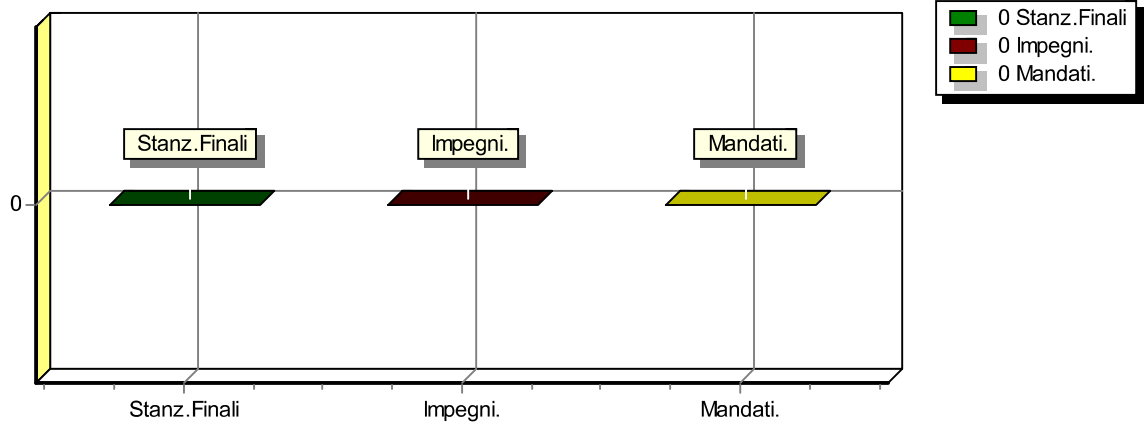 0 Stanz.Finali
0 Impegni.
0 Mandati.
Stanz.Finali
Impegni.
Mandati.
0
Stanz.Finali
Impegni.
Mandati.